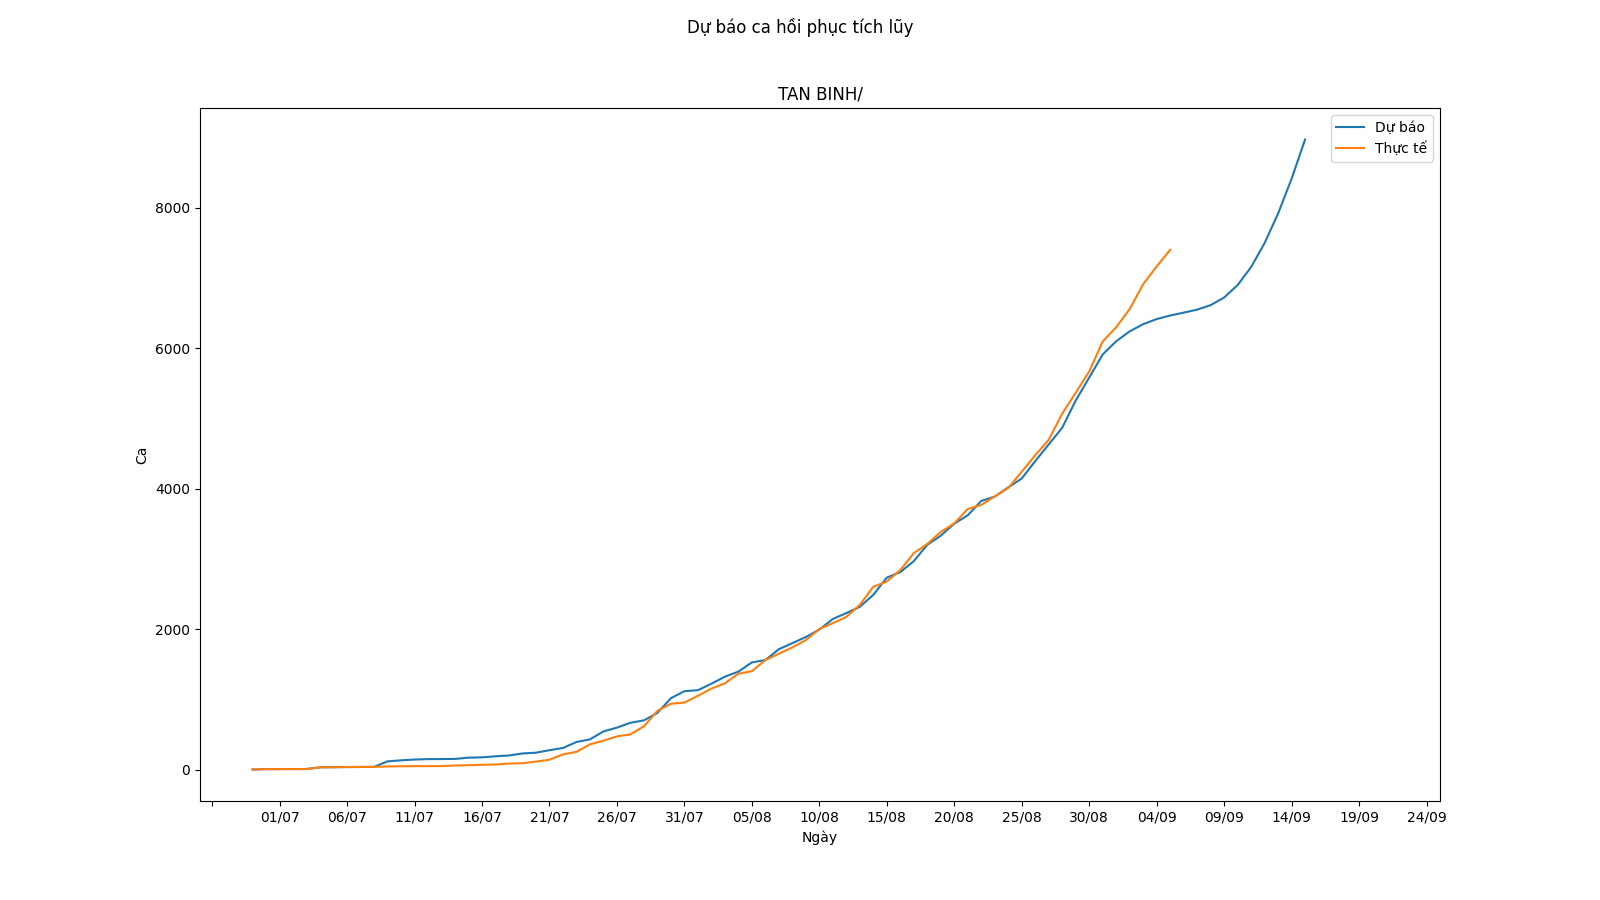 Dự báo ca hồi phục tích lũy
TAN BINH/
Dự báo
Thực tế
8000
6000
4000
2000
0
Ca
01/07 06/07 11/07 16/07 21/07 26/07 31/07 05/08 10/08 15/08 20/08 25/08 30/08 04/09 09/09 14/09 19/09 24/09
Ngày